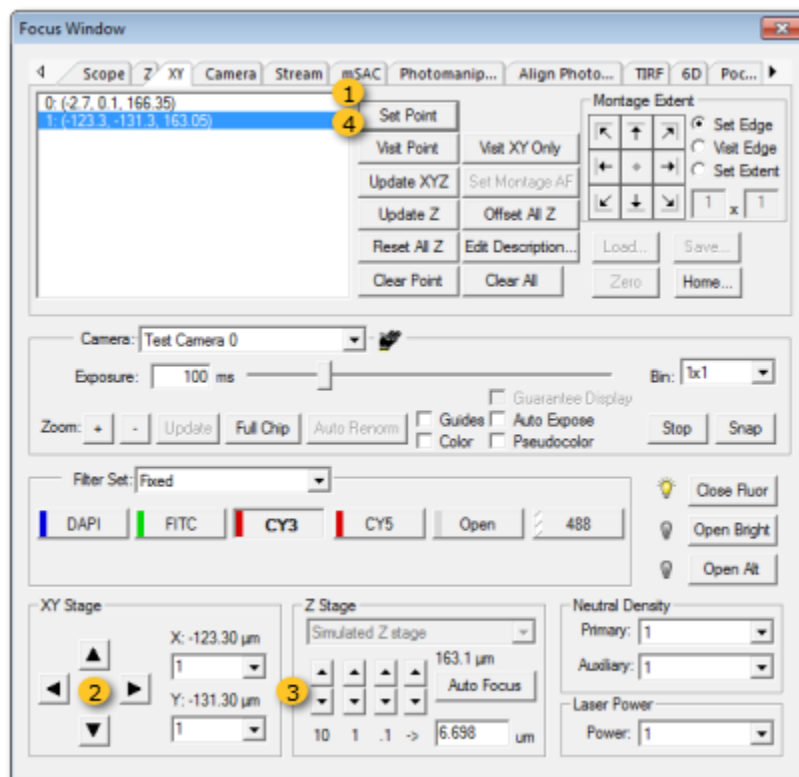 Focus Window
Scope Z XY Camera Stream mSAC Photomanip... Align Photo... TIRF 6D Poc...
0: (-2.7, 0.1, 166.35)
1: (-123.3, -131.3, 163.05)
1
4
Set Point
Visit Point Visit XY Only
Update XYZ Set Montage AF
Update Z Offset All Z
Reset All Z Edit Description...
Clear Point Clear All
Montage Extent
Set Edge
Visit Edge
Set Extent
1 x 1
Load... Save...
Zero Home...
Camera: Test Camera 0
Exposure: 100 ms
Bin: 1x1
Guarantee Display
Zoom: + - Update Full Chip Auto Renorm Guides Auto Expose
Color Pseudocolor
Stop Snap
Filter Set: Fixed
DAPI FITC CY3 CY5 Open 488
Close Fluor
Open Bright
Open Alt
XY Stage
2
X: -123.30 µm
1
Y: -131.30 µm
1
Z Stage
Simulated Z stage
3
163.1 µm
Auto Focus
10 1 .1 -> 6.698 um
Neutral Density
Primary: 1
Auxiliary: 1
Laser Power
Power: 1